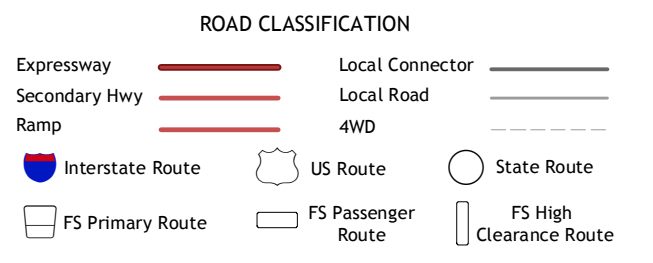 ROAD CLASSIFICATION
Expressway
Local Connector
Secondary Hwy
Local Road
Ramp
4WD
Interstate Route
US Route
State Route
FS Primary Route
FS Passenger
Route
FS High
Clearance Route